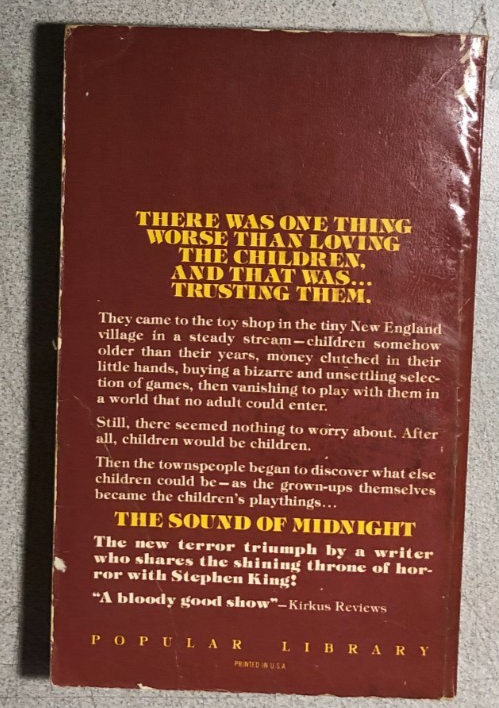 THERE WAS ONE THING
WORSE THAN LOVING
THE CHILDREN,
AND THAT WAS...
TRUSTING THEM.
They came to the toy shop in the tiny New England
village in a steady stream—children somehow
older than their years, money clutched in their
little hands, buying a bizarre and unsettling selec-
tion of games, then vanishing to play with them in
a world that no adult could enter.
Still, there seemed nothing to worry about. After
all, children would be children.
Then the townspeople began to discover what else
children could be—as the grown-ups themselves
became the children's playthings...
THE SOUND OF MIDNIGHT
The new terror triumph by a writer
who shares the shining throne of hor-
ror with Stephen King!
“A bloody good show”—Kirkus Reviews
POPULAR LIBRARY
PRINTED IN U.S.A.